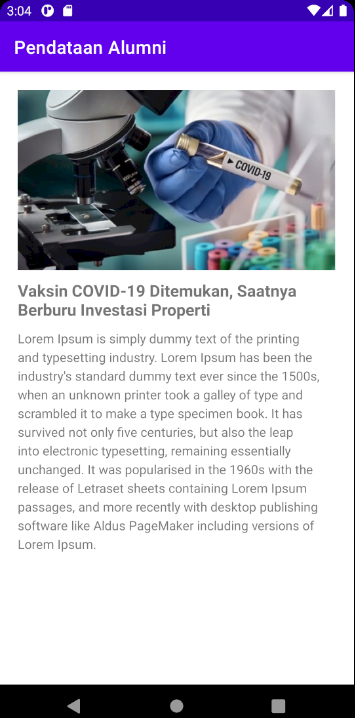 3:04
Pendataan Alumni
COVID-19
Vaksin COVID-19 Ditemukan, Saatnya
Berburu Investasi Properti
Lorem Ipsum is simply dummy text of the printing
and typesetting industry. Lorem Ipsum has been the
industry's standard dummy text ever since the 1500s,
when an unknown printer took a galley of type and
scrambled it to make a type specimen book. It has
survived not only five centuries, but also the leap
into electronic typesetting, remaining essentially
unchanged. It was popularised in the 1960s with the
release of Letraset sheets containing Lorem Ipsum
passages, and more recently with desktop publishing
software like Aldus PageMaker including versions of
Lorem Ipsum.